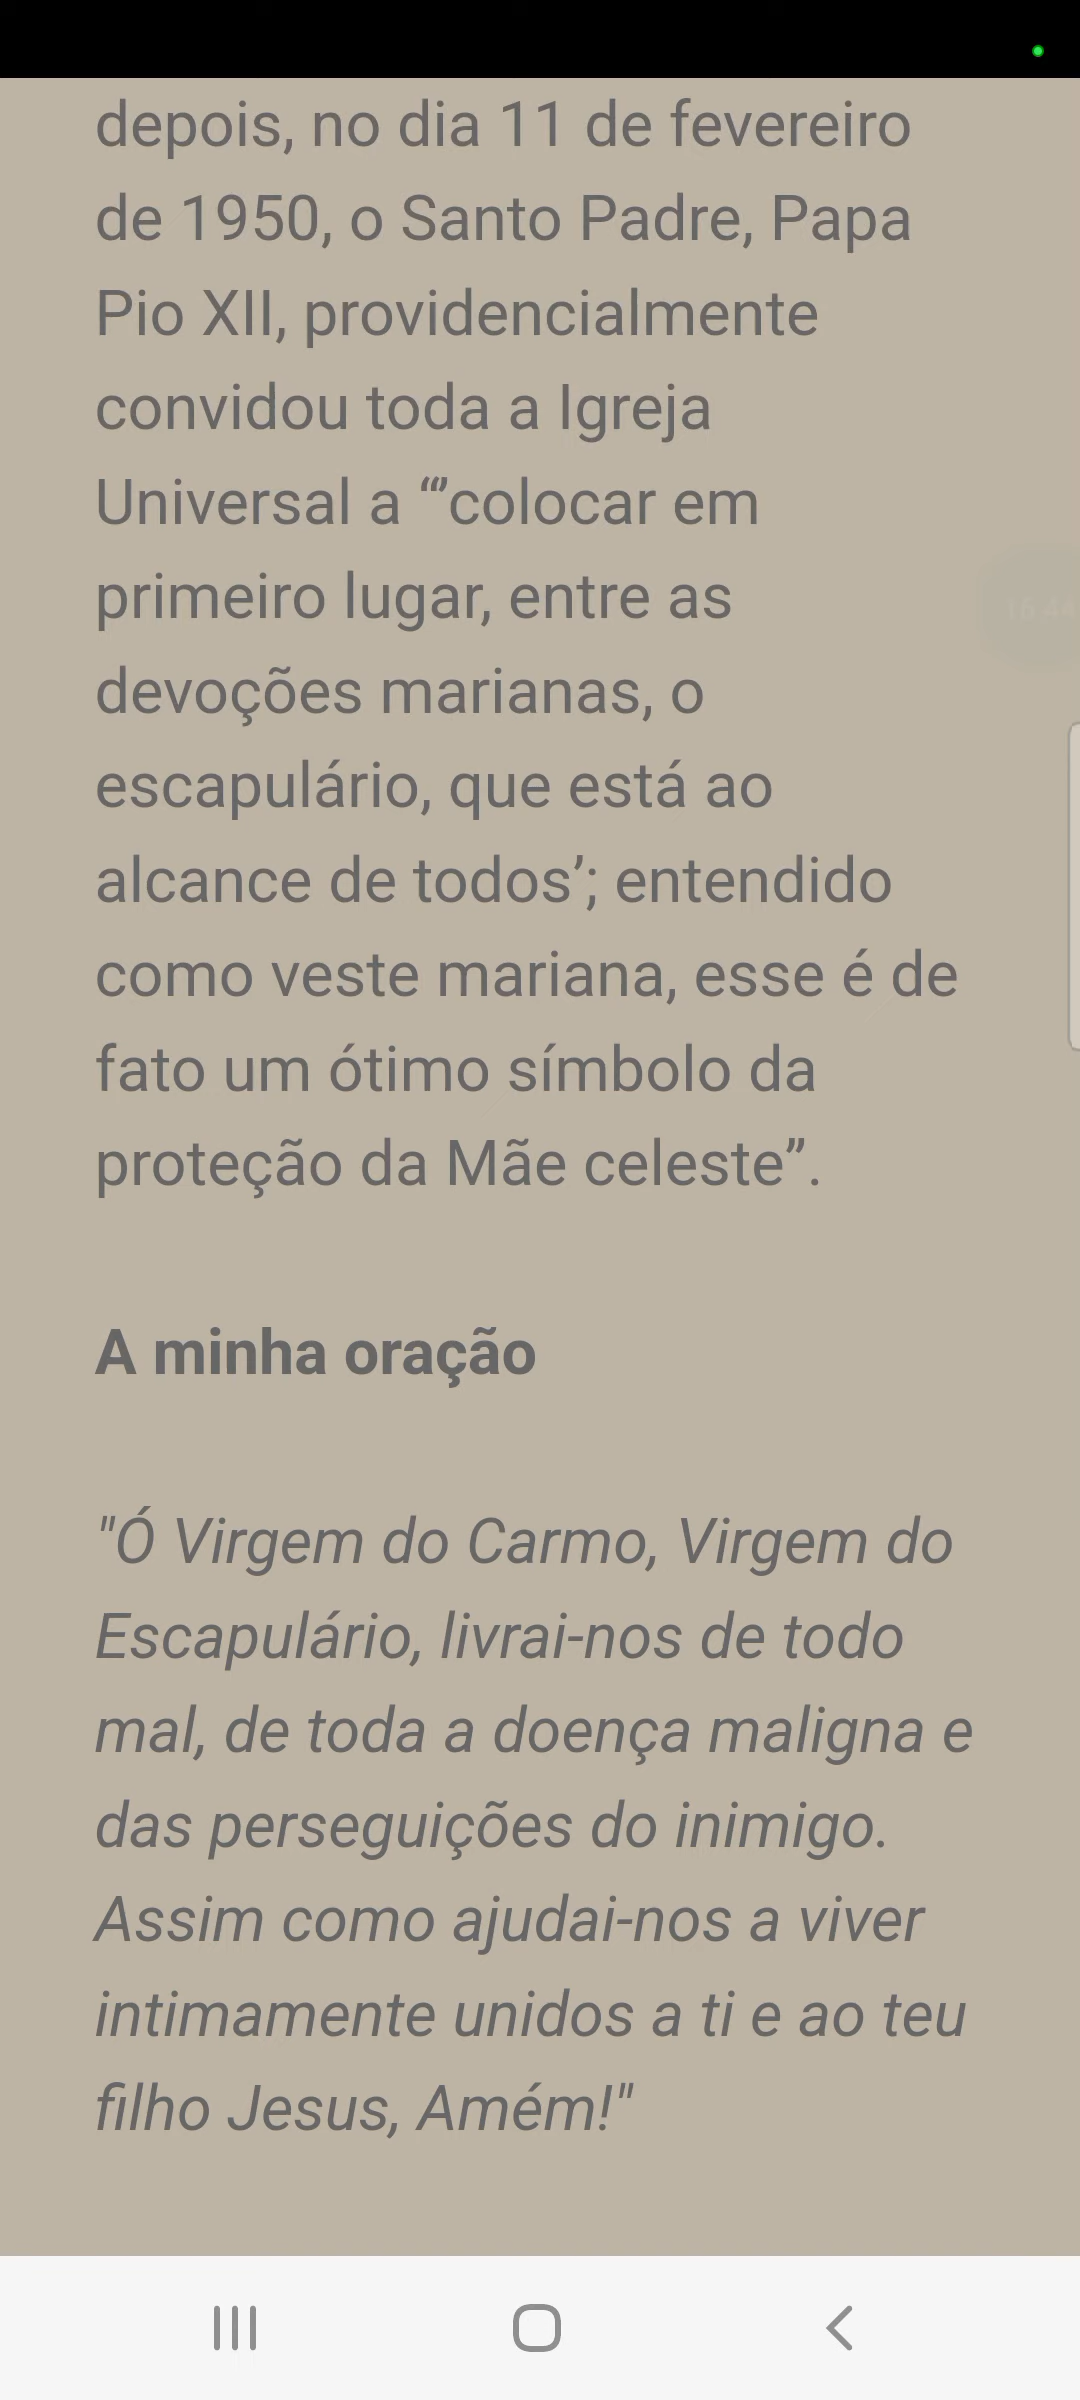 depois, no dia 11 de fevereiro
de 1950, o Santo Padre, Papa
Pio XII, providencialmente
convidou toda a Igreja
Universal a “‘’colocar em
primeiro lugar, entre as
devoções marianas, o
escapulário, que está ao
alcance de todos’; entendido
como veste mariana, esse é de
fato um ótimo símbolo da
proteção da Mãe celeste”.
A minha oração
"Ó Virgem do Carmo, Virgem do
Escapulário, livrai-nos de todo
mal, de toda a doença maligna e
das perseguições do inimigo.
Assim como ajudai-nos a viver
intimamente unidos a ti e ao teu
filho Jesus, Amém!"